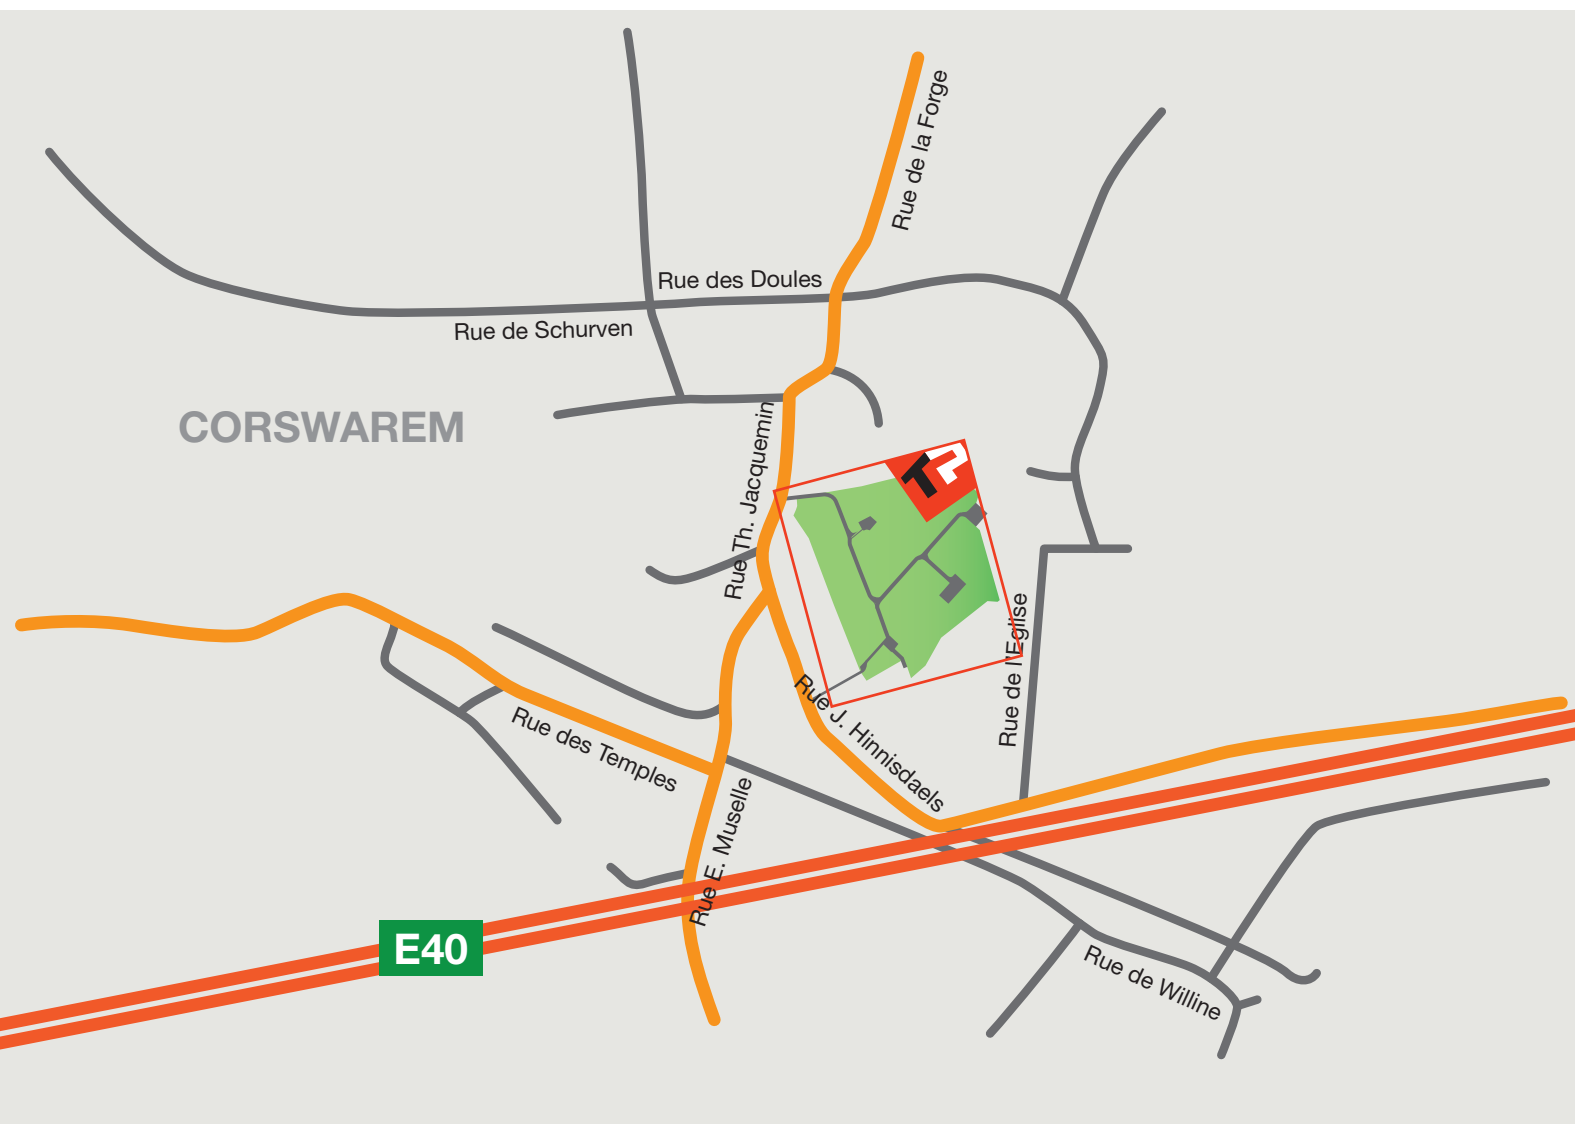 Rue de la Forge
Rue des Doules
Rue de Schurven
CORSWAREM
Rue Th. Jacquemin
TP
Rue de l'Eglise
Rue J. Hinnisdaels
Rue des Temples
Rue E. Muselle
E40
Rue de Willine